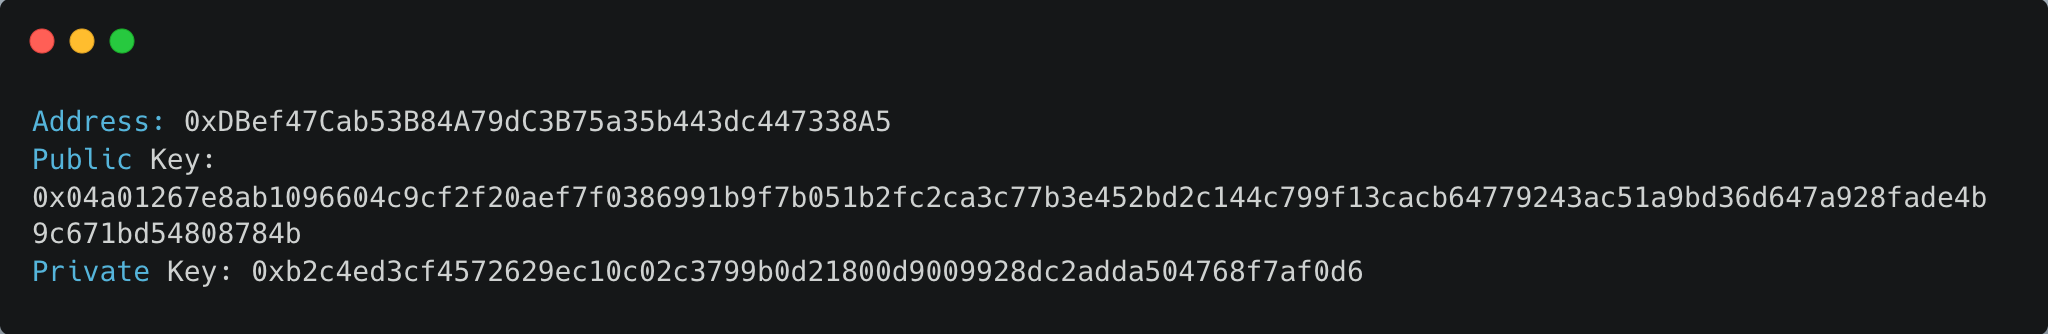 Address: 0xDBef47Cab53B84A79dC3B75a35b443dc447338A5
Public Key:
0x04a01267e8ab1096604c9cf2f20aef7f0386991b9f7b051b2fc2ca3c77b3e452bd2c144c799f13cacb64779243ac51a9bd36d647a928fade4b
9c671bd54808784b
Private Key: 0xb2c4ed3cf4572629ec10c02c3799b0d21800d9009928dc2adda504768f7af0d6